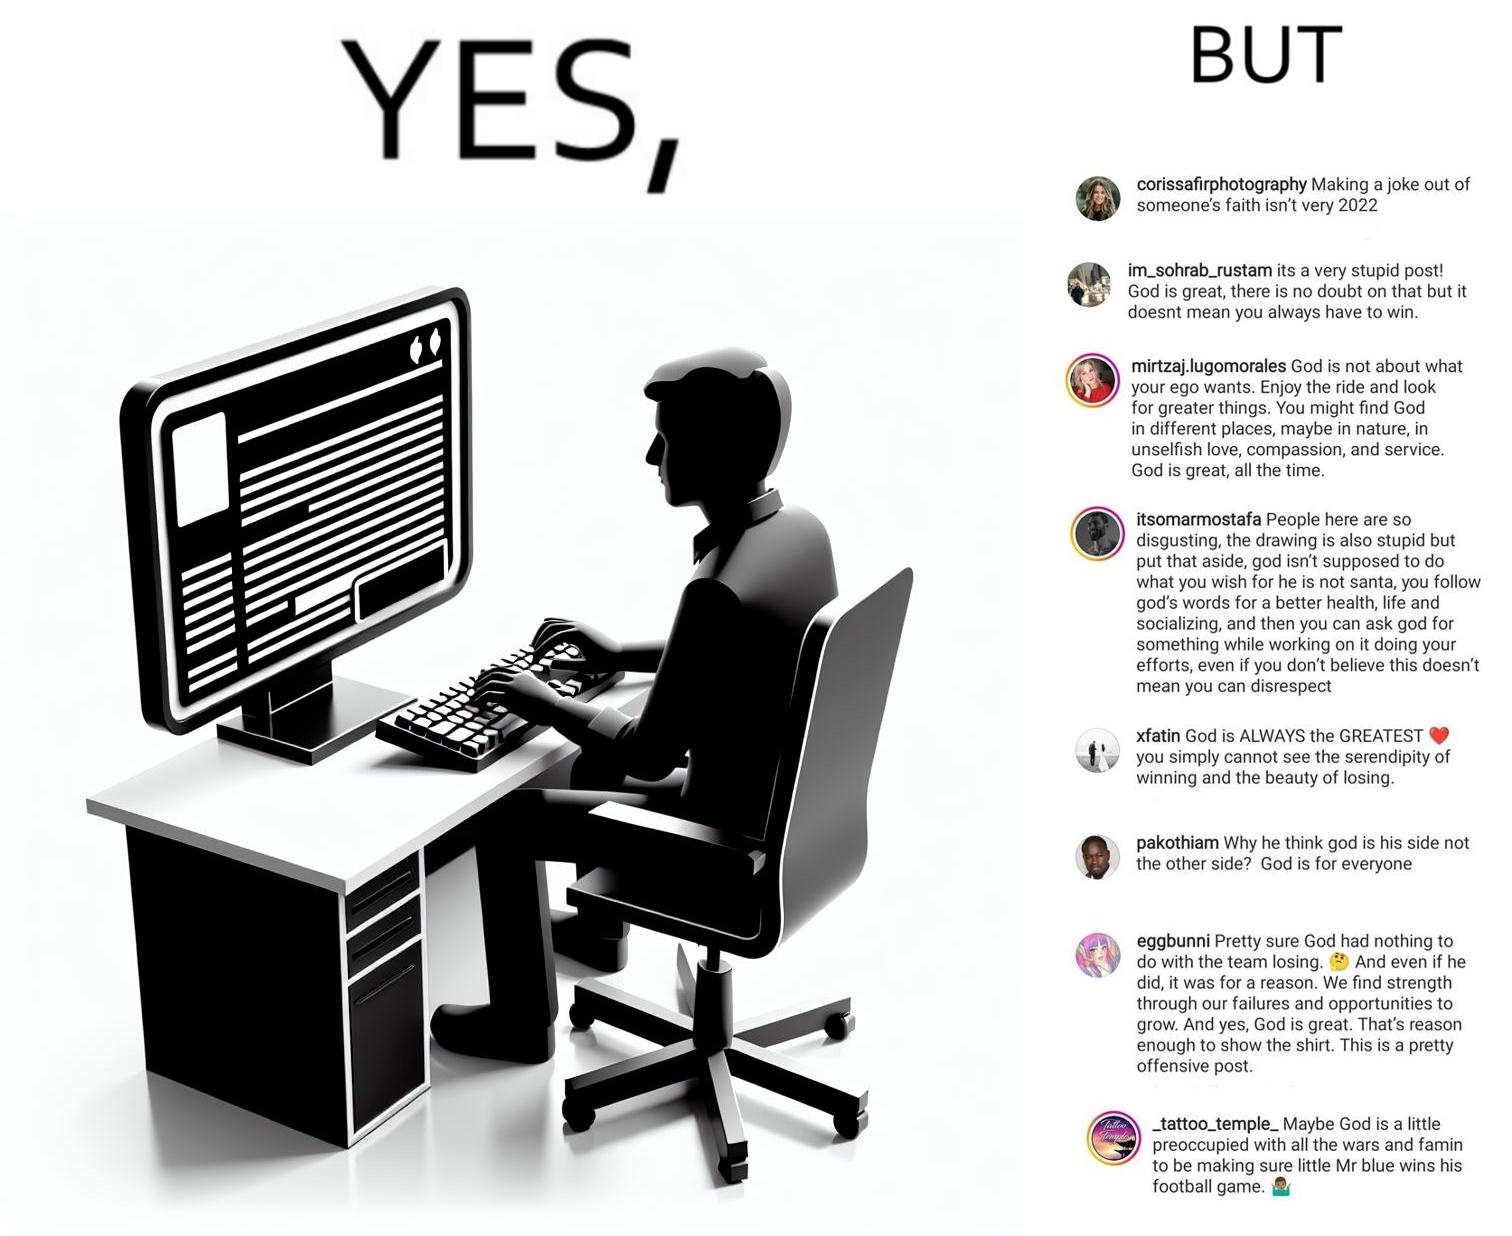 YES,
BUT
corissafirphotography Making a joke out of
someone's faith isn't very 2022
im_sohrab_rustam its a very stupid post!
God is great, there is no doubt on that but it
doesnt mean you always have to win.
mirtzaj.lugomorales God is not about what
your ego wants. Enjoy the ride and look
for greater things. You might find God
in different places, maybe in nature, in
unselfish love, compassion, and service.
God is great, all the time.
itsomarmostafa People here are so
disgusting, the drawing is also stupid but
put that aside, god isn't supposed to do
what you wish for he is not santa, you follow
god's words for a better health, life and
socializing, and then you can ask god for
something while working on it doing your
efforts, even if you don't believe this doesn't
mean you can disrespect
xfatin God is ALWAYS the GREATEST ❤️
you simply cannot see the serendipity of
winning and the beauty of losing.
pakothiam Why he think god is his side not
the other side? God is for everyone
eggbunni Pretty sure God had nothing to
do with the team losing. 🤔 And even if he
did, it was for a reason. We find strength
through our failures and opportunities to
grow. And yes, God is great. That's reason
enough to show the shirt. This is a pretty
offensive post.
_tattoo_temple_ Maybe God is a little
preoccupied with all the wars and famin
to be making sure little Mr blue wins his
football game. 🤷🏽‍♂️